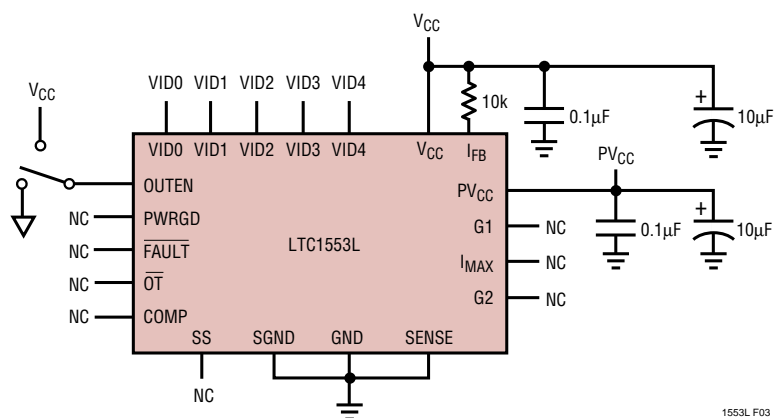 VCC
VID0 VID1 VID2 VID3 VID4
VCC
10k
0.1µF
+
10µF
VID0 VID1 VID2 VID3 VID4
VCC
IFB
PVCC
OUTEN
PVCC
+
NC
PWRGD
G1
NC
0.1µF
10µF
NC
FAULT
LTC1553L
IMAX
NC
NC
OT
G2
NC
NC
COMP
SS
SGND
GND
SENSE
NC
1553L F03